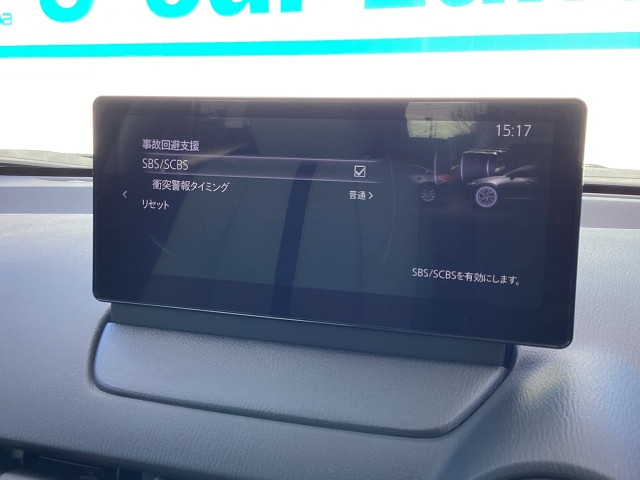 15:17
事故回避支援
SBS/SCBS
衝突警報タイミング
普通
リセット
SBS/SCBSを有効にします。